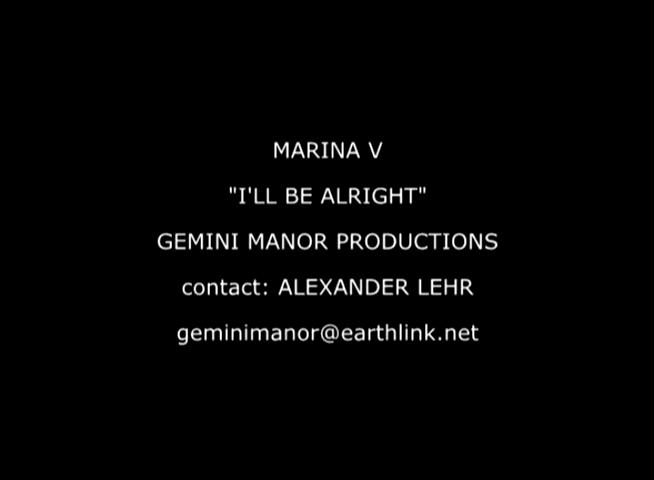 MARINA V
"I'LL BE ALRIGHT"
GEMINI MANOR PRODUCTIONS
contact: ALEXANDER LEHR
geminimanor@earthlink.net